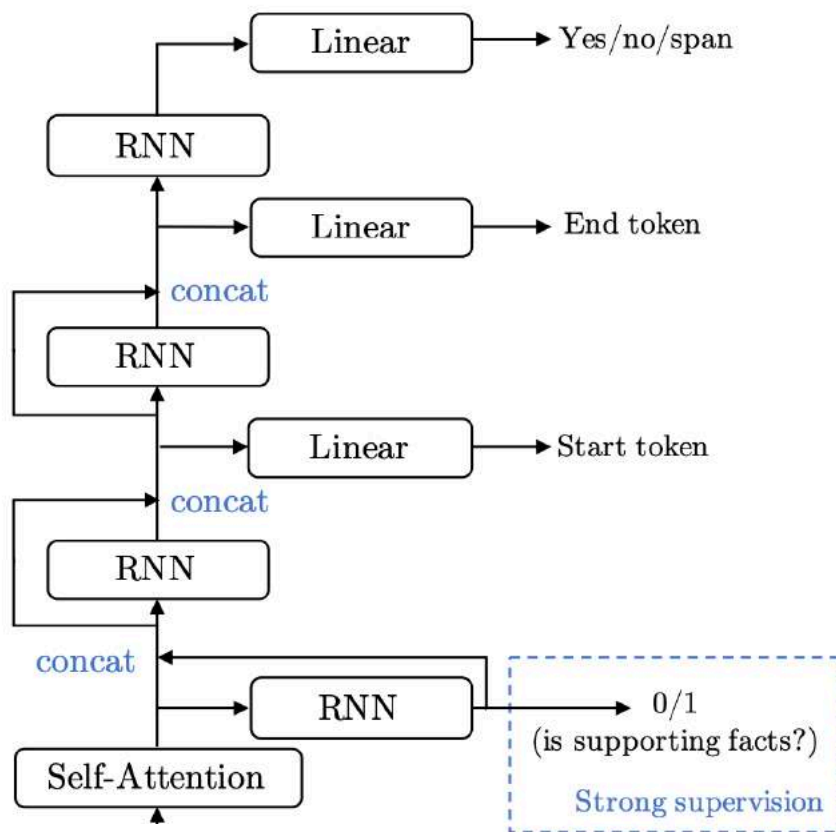 Linear
Yes/no/span
RNN
Linear
End token
concat
RNN
Linear
Start token
concat
RNN
concat
RNN
0/1
(is supporting facts?)
Self-Attention
Strong supervision